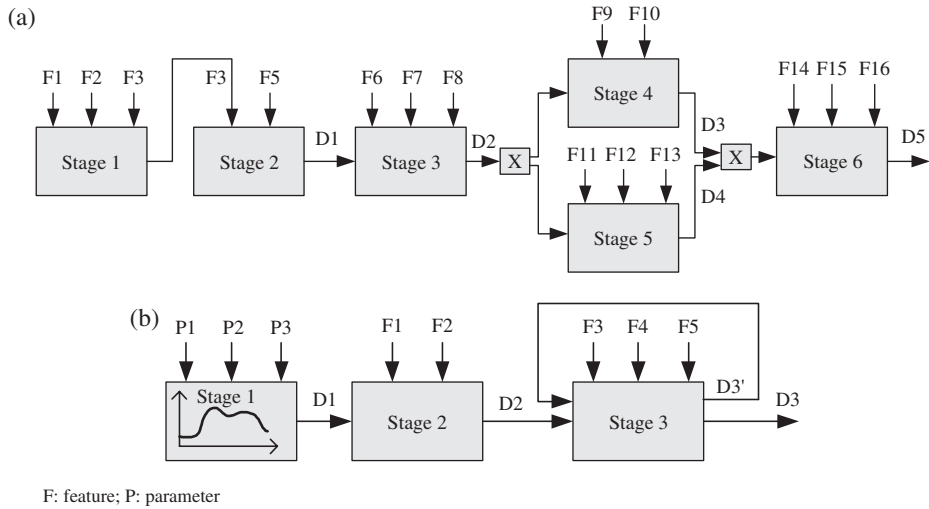 (a)
F9 F10
F1 F2 F3 F3 F5 F6 F7 F8 Stage 4 F14 F15 F16
D1 D2 D3 D5
Stage 1 Stage 2 Stage 3 X F11 F12 F13 X Stage 6
D4
Stage 5
(b)
P1 P2 P3 F1 F2 F3 F4 F5
Stage 1 D1 D2 D3' D3
Stage 2 Stage 3
F: feature; P: parameter